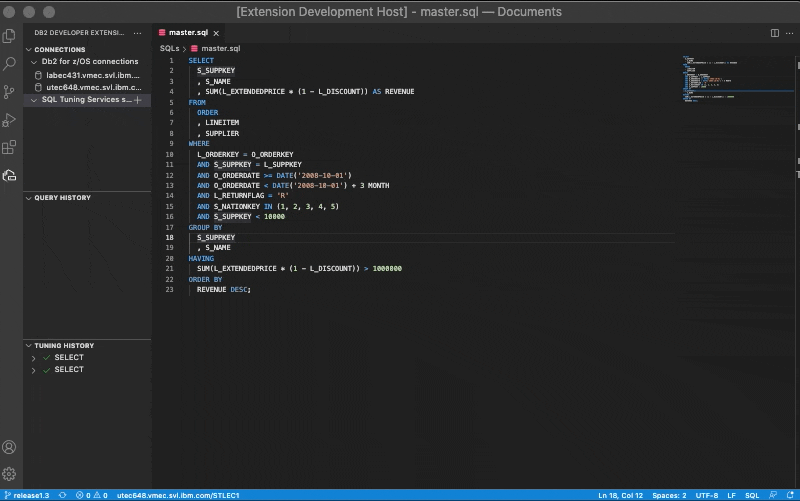 [Extension Development Host] - master.sql — Documents
DB2 DEVELOPER EXTENSI... ...
master.sql ×
CONNECTIONS
Db2 for z/OS connections
labec431.vmec.svl.ibm....
utec648.vmec.svl.ibm.c...
SQL Tuning Services s... +
QUERY HISTORY
TUNING HISTORY
SELECT
SELECT
SQLs > master.sql
1 SELECT
2 S_SUPPKEY
3 , S_NAME
4 , SUM(L_EXTENDEDPRICE * (1 - L_DISCOUNT)) AS REVENUE
5 FROM
6 ORDER
7 , LINEITEM
8 , SUPPLIER
9 WHERE
10 L_ORDERKEY = O_ORDERKEY
11 AND S_SUPPKEY = L_SUPPKEY
12 AND O_ORDERDATE >= DATE('2008-10-01')
13 AND O_ORDERDATE < DATE('2008-10-01') + 3 MONTH
14 AND L_RETURNFLAG = 'R'
15 AND S_NATIONKEY IN (1, 2, 3, 4, 5)
16 AND S_SUPPKEY < 10000
17 GROUP BY
18 S_SUPPKEY
19 , S_NAME
20 HAVING
21 SUM(L_EXTENDEDPRICE * (1 - L_DISCOUNT)) > 1000800
22 ORDER BY
23 REVENUE DESC;
release1.3 0 0 utec648.vmec.svl.ibm.com/STLEC1 Ln 18, Col 12 Spaces: 2 UTF-8 LF SQL